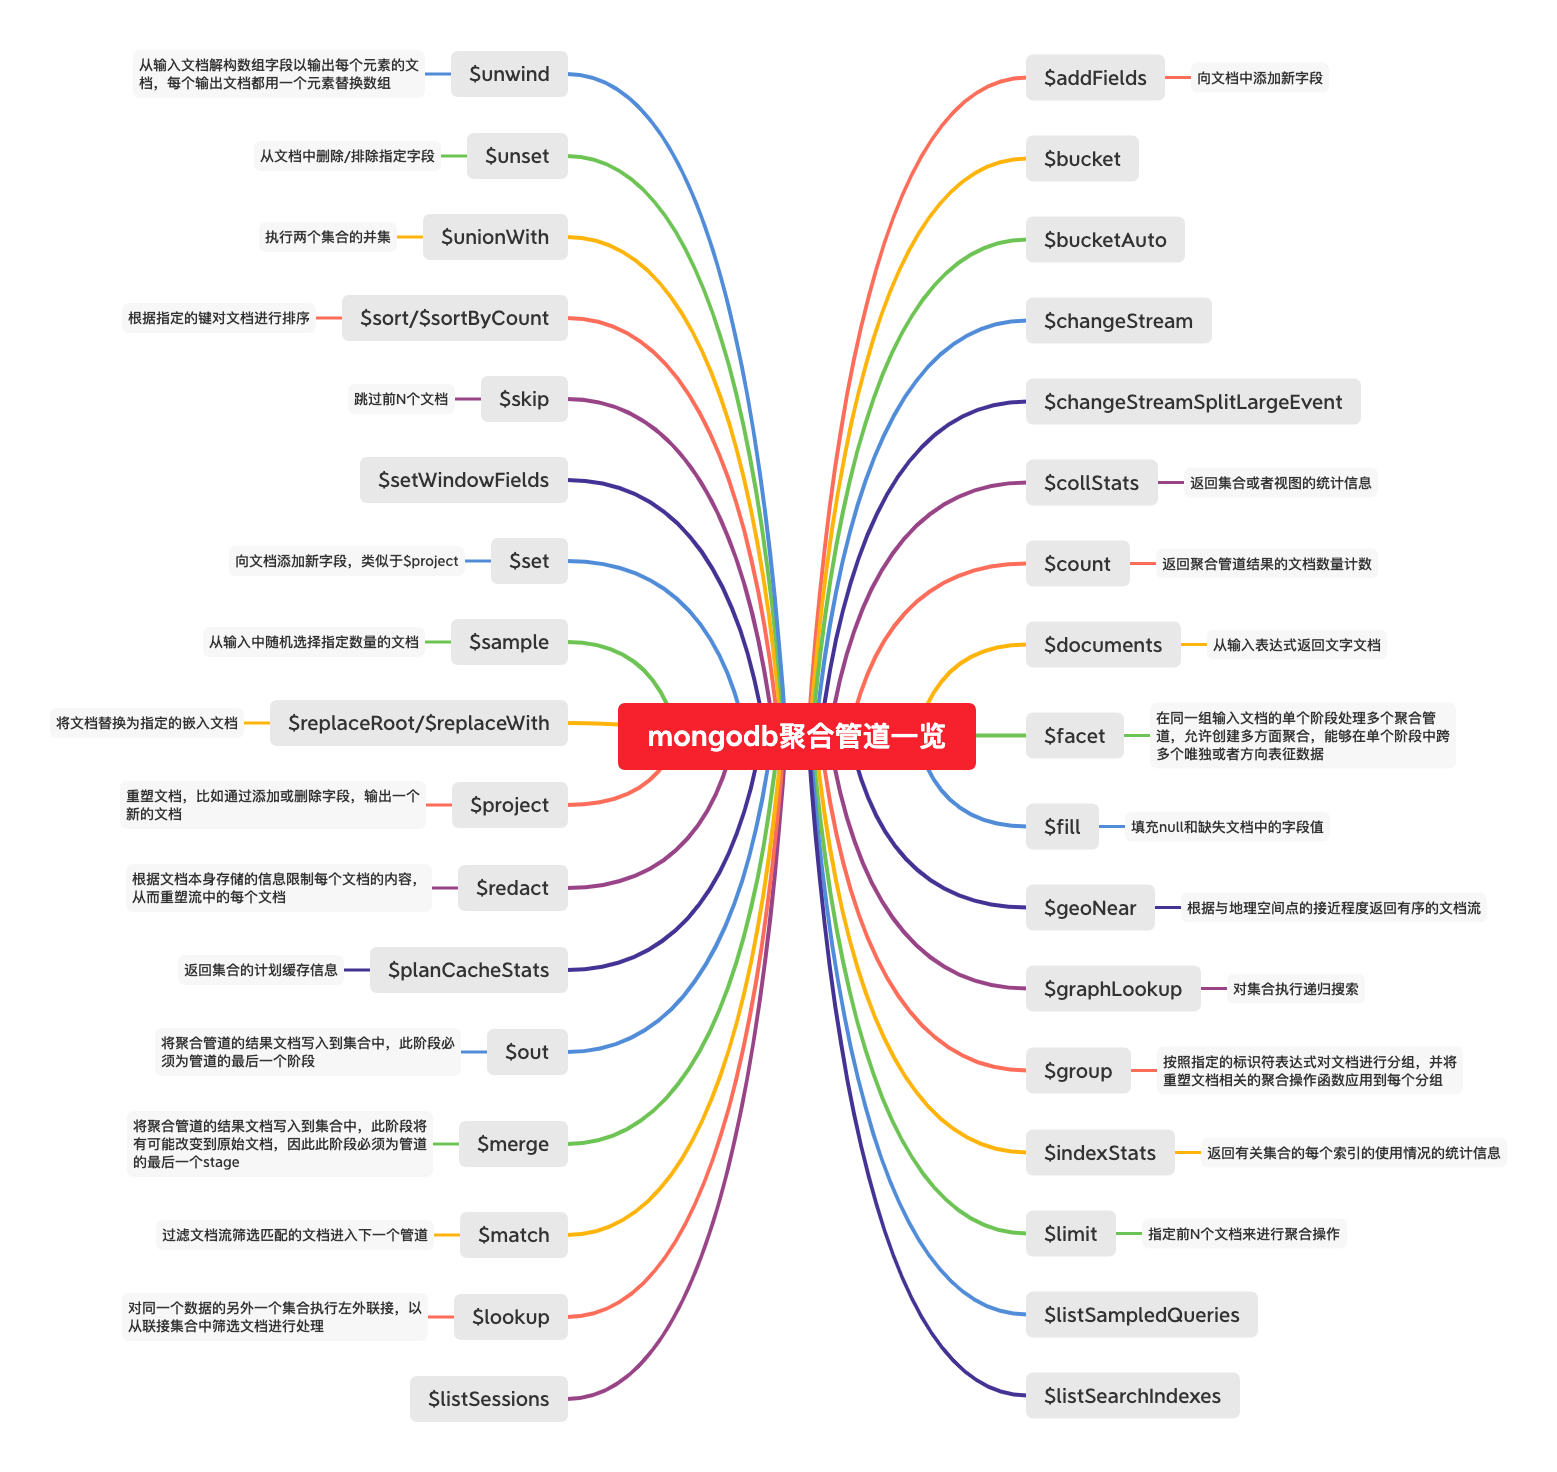 mongodb聚合管道一览
$addFields
向文档中添加新字段
$bucket
$bucketAuto
$changeStream
$changeStreamSplitLargeEvent
$collStats
返回集合或者视图的统计信息
$count
返回聚合管道结果的文档数量计数
$documents
从输入表达式返回文字文档
$facet
在同一组输入文档的单个阶段处理多个聚合管
道，允许创建多方面聚合，能够在单个阶段中跨
多个唯独或者方向表征数据
$fill
填充null和缺失文档中的字段值
$geoNear
根据与地理空间点的接近程度返回有序的文档流
$graphLookup
对集合执行递归搜索
$group
按照指定的标识符表达式对文档进行分组，并将
重塑文档相关的聚合操作函数应用到每个分组
$indexStats
返回有关集合的每个索引的使用情况的统计信息
$limit
指定前N个文档来进行聚合操作
$listSampledQueries
$listSearchIndexes
$unwind
从输入文档解构数组字段以输出每个元素的文
档，每个输出文档都用一个元素替换数组
$unset
从文档中删除/排除指定字段
$unionWith
执行两个集合的并集
$sort/$sortByCount
根据指定的键对文档进行排序
$skip
跳过前N个文档
$setWindowFields
$set
向文档添加新字段，类似于$project
$sample
从输入中随机选择指定数量的文档
$replaceRoot/$replaceWith
将文档替换为指定的嵌入文档
$project
重塑文档，比如通过添加或删除字段，输出一个
新的文档
$redact
根据文档本身存储的信息限制每个文档的内容，
从而重塑流中的每个文档
$planCacheStats
返回集合的计划缓存信息
$out
将聚合管道的结果文档写入到集合中，此阶段必
须为管道的最后一个阶段
$merge
将聚合管道的结果文档写入到集合中，此阶段将
有可能改变到原始文档，因此此阶段必须为管道
的最后一个stage
$match
过滤文档流筛选匹配的文档进入下一个管道
$lookup
对同一个数据的另外一个集合执行左外联接，以
从联接集合中筛选文档进行处理
$listSessions